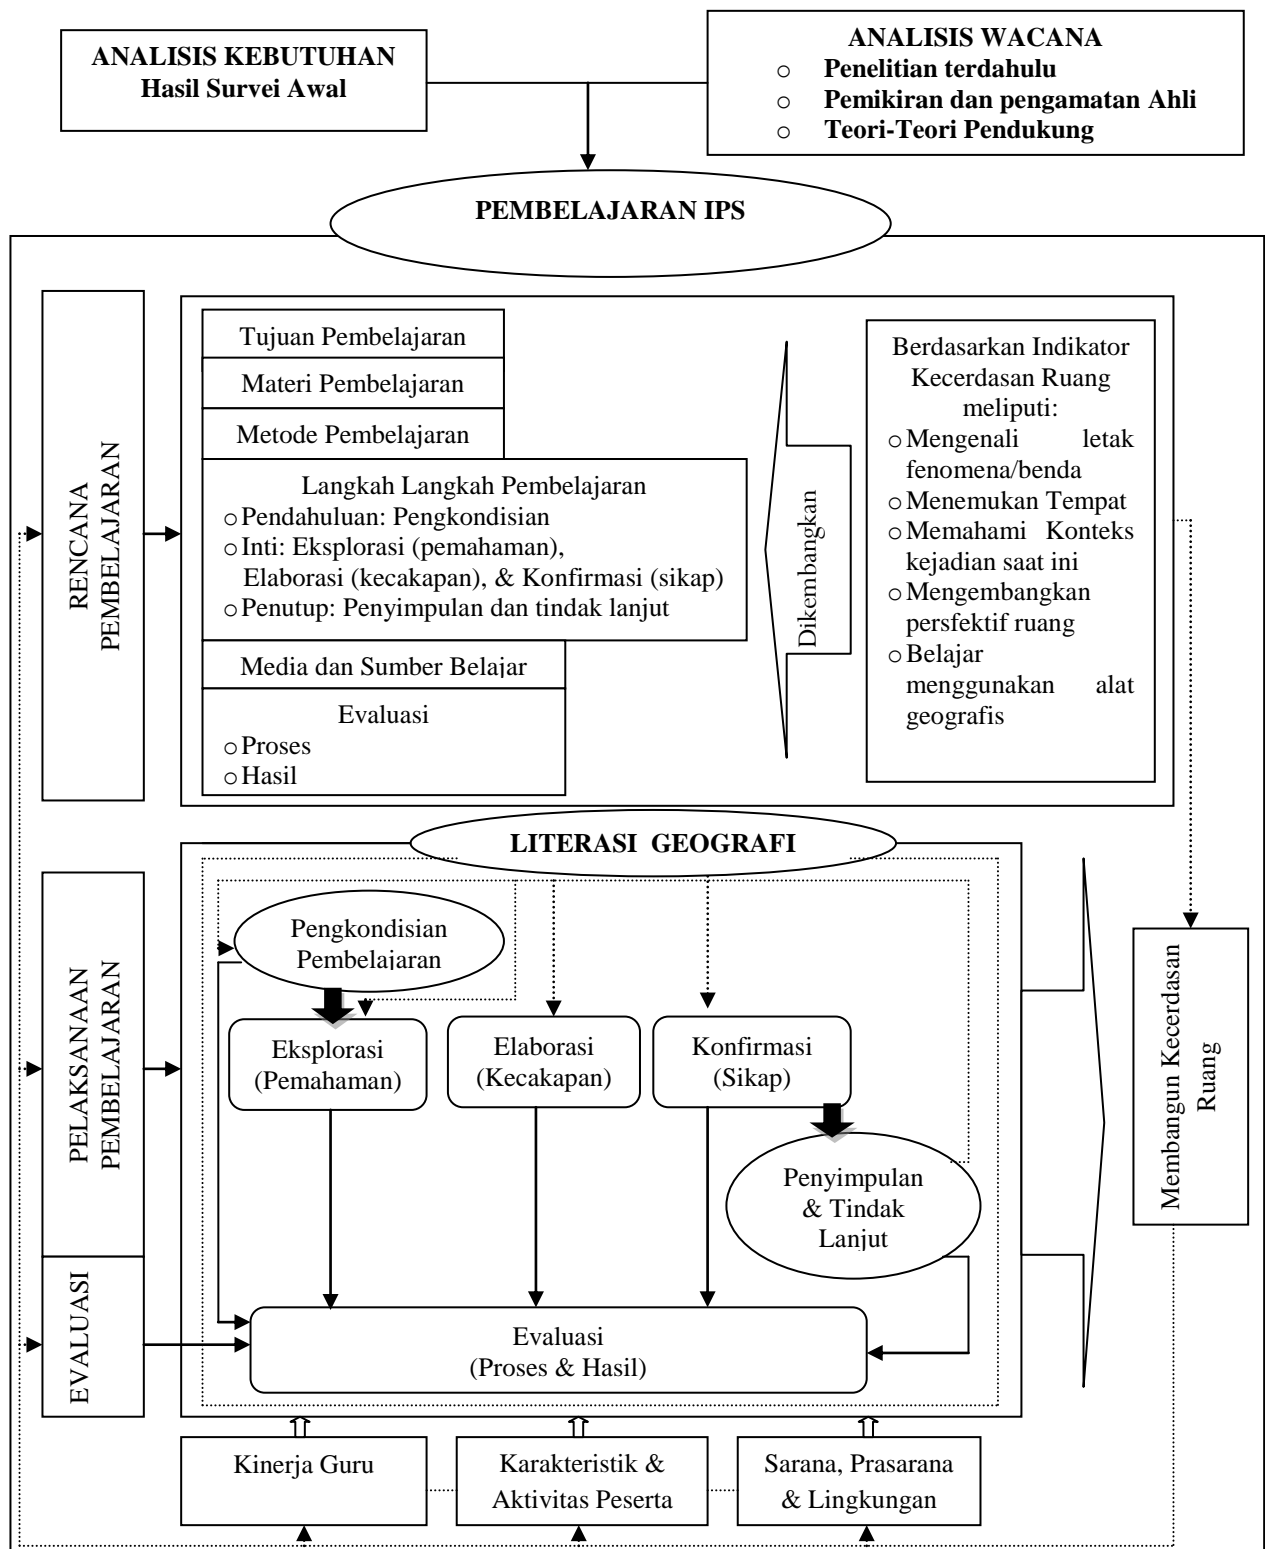 ANALISIS KEBUTUHAN
Hasil Survei Awal
ANALISIS WACANA
o Penelitian terdahulu
o Pemikiran dan pengamatan Ahli
o Teori-Teori Pendukung
PEMBELAJARAN IPS
RENCANA
PEMBELAJARAN
Tujuan Pembelajaran
Materi Pembelajaran
Metode Pembelajaran
Langkah Langkah Pembelajaran
o Pendahuluan: Pengkondisian
o Inti: Eksplorasi (pemahaman),
Elaborasi (kecakapan), & Konfirmasi (sikap)
o Penutup: Penyimpulan dan tindak lanjut
Media dan Sumber Belajar
Evaluasi
o Proses
o Hasil
Dikembangkan
Berdasarkan Indikator
Kecerdasan Ruang
meliputi:
o Mengenali letak
fenomena/benda
o Menemukan Tempat
o Memahami Konteks
kejadian saat ini
o Mengembangkan
persfektif ruang
o Belajar
menggunakan alat
geografis
LITERASI GEOGRAFI
PELAKSANAAN
PEMBELAJARAN
Pengkondisian
Pembelajaran
Eksplorasi
(Pemahaman)
Elaborasi
(Kecakapan)
Konfirmasi
(Sikap)
Penyimpulan
& Tindak
Lanjut
Membangun Kecerdasan
Ruang
EVALUASI
Evaluasi
(Proses & Hasil)
Kinerja Guru
Karakteristik &
Aktivitas Peserta
Sarana, Prasarana
& Lingkungan